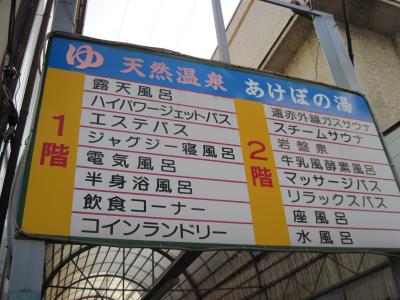 ゆ 天然温泉 あけぼの湯
1階
露天風呂
ハイパワージェットバス
エステバス
ジャグジー寝風呂
電気風呂
半身浴風呂
飲食コーナー
コインランドリー
2階
遠赤外線ガスサウナ
スチームサウナ
岩盤泉
牛乳風酵素風呂
マッサージバス
リラックスバス
座風呂
水風呂